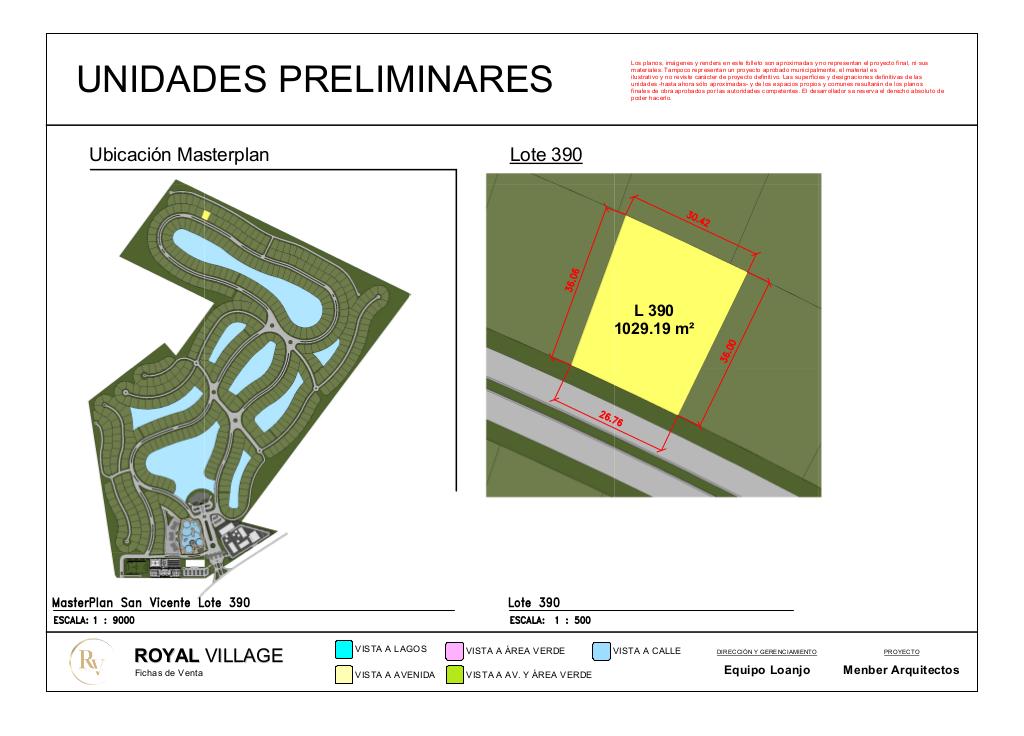 UNIDADES PRELIMINARES
Los planos, imágenes y renders en este folleto son aproximadas y no representan el proyecto final, ni sus
materiales. Tampoco representan un proyecto aprobado municipalmente, el material es
ilustrativo y no reviste carácter de proyecto definitivo. Las superficies y designaciones definitivas de las
unidades -hasta ahora sólo aproximadas- y de los espacios propios y comunes resultarán de los planos
finales de obra aprobados por las autoridades competentes. El desarrollador se reserva el derecho absoluto de
poder hacerlo.
Ubicación Masterplan
Lote 390
30.42
36.06
L 390
1029.19 m²
36.00
26.76
MasterPlan San Vicente Lote 390
ESCALA: 1 : 9000
Lote 390
ESCALA: 1 : 500
RV
ROYAL VILLAGE
Fichas de Venta
VISTA A LAGOS
VISTA A ÁREA VERDE
VISTA A CALLE
VISTA A AVENIDA
VISTA A AV. Y ÁREA VERDE
DIRECCIÓN Y GERENCIAMIENTO
Equipo Loanjo
PROYECTO
Menber Arquitectos